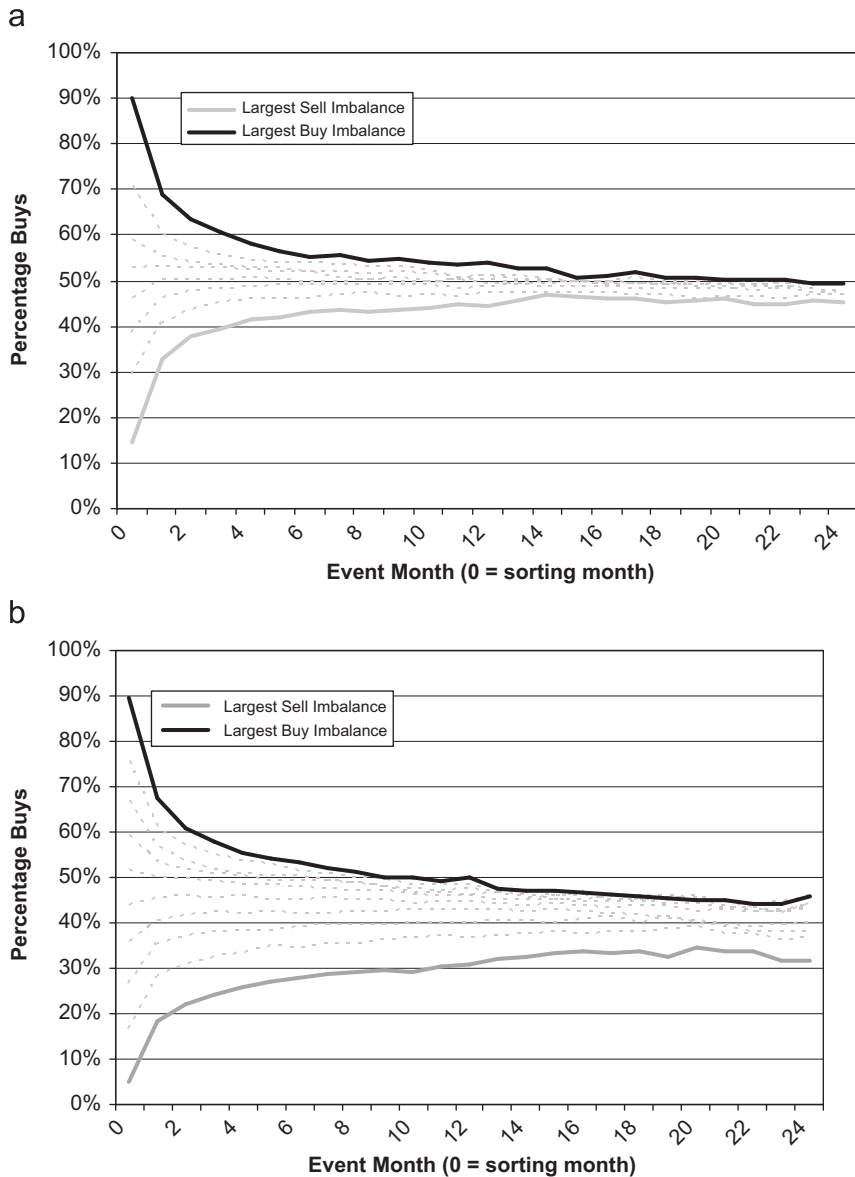 a
100%
90%
80%
70%
60%
50%
40%
30%
20%
10%
0%
Percentage Buys
Largest Sell Imbalance
Largest Buy Imbalance
0 2 4 6 8 10 12 14 16 18 20 22 24
Event Month (0 = sorting month)
b
100%
90%
80%
70%
60%
50%
40%
30%
20%
10%
0%
Percentage Buys
Largest Sell Imbalance
Largest Buy Imbalance
0 2 4 6 8 10 12 14 16 18 20 22 24
Event Month (0 = sorting month)